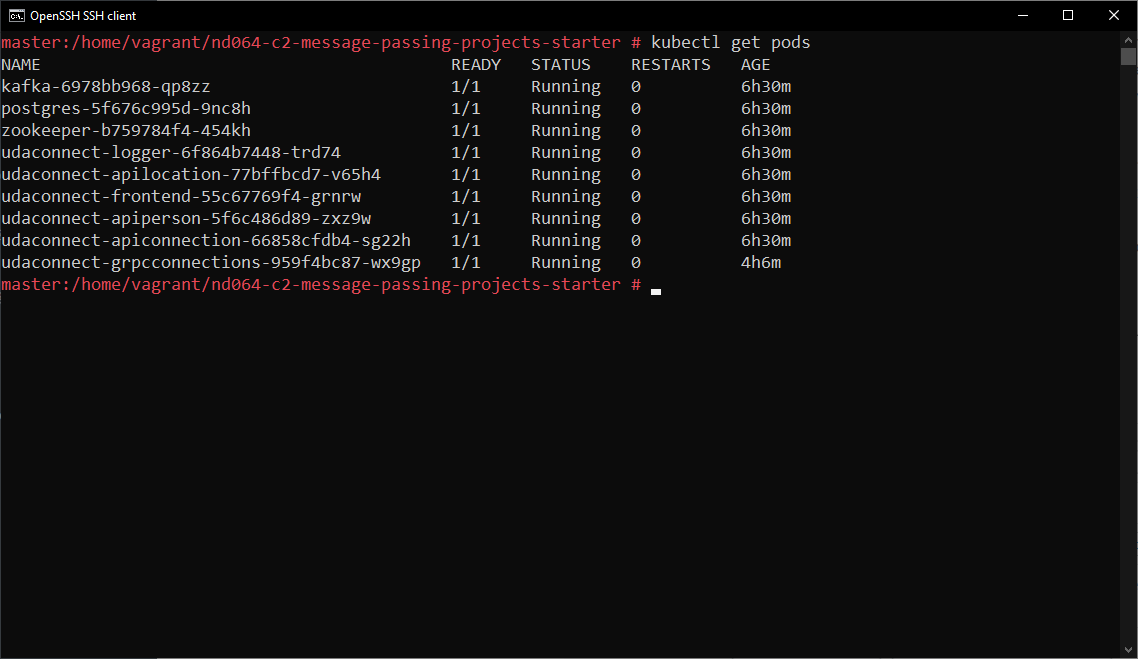 OpenSSH SSH client
master:/home/vagrant/nd064-c2-message-passing-projects-starter # kubectl get pods
NAME READY STATUS RESTARTS AGE
kafka-6978bb968-qp8zz 1/1 Running 0 6h30m
postgres-5f676c995d-9nc8h 1/1 Running 0 6h30m
zookeeper-b759784f4-454kh 1/1 Running 0 6h30m
udaconnect-logger-6f864b7448-trd74 1/1 Running 0 6h30m
udaconnect-apilocation-77bffbcd7-v65h4 1/1 Running 0 6h30m
udaconnect-frontend-55c67769f4-grnrw 1/1 Running 0 6h30m
udaconnect-apiperson-5f6c486d89-zxz9w 1/1 Running 0 6h30m
udaconnect-apiconnection-66858cfdb4-sg22h 1/1 Running 0 6h30m
udaconnect-grpcconnections-959f4bc87-wx9gp 1/1 Running 0 4h6m
master:/home/vagrant/nd064-c2-message-passing-projects-starter #